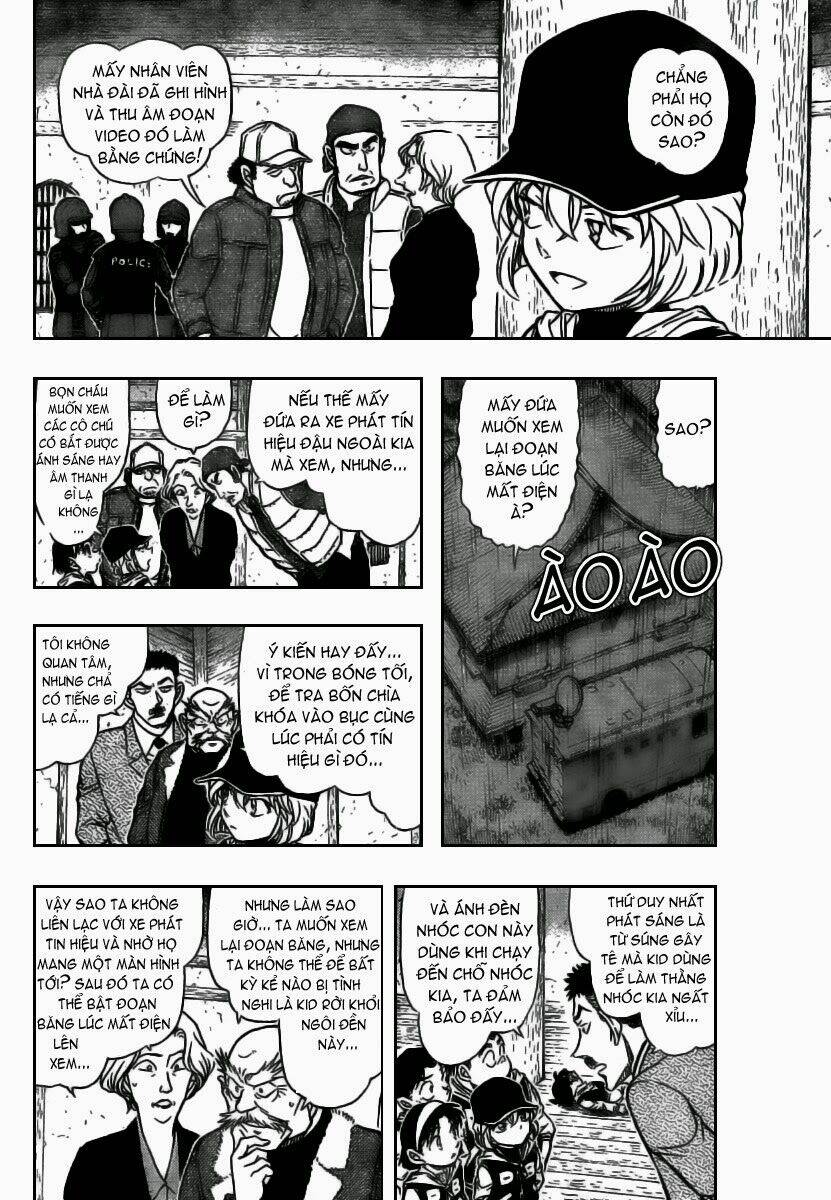 CHẲNG
PHẢI HỌ
CÒN ĐÓ
SAO?
MẤY NHÂN VIÊN
NHÀ ĐÀI ĐÃ GHI HÌNH
VÀ THU ÂM ĐOẠN
VIDEO ĐÓ LÀM
BẰNG CHỨNG!
POLICE
SAO?
MẤY ĐỨA
MUỐN XEM
LẠI ĐOẠN
BĂNG LÚC
MẤT ĐIỆN
À?
ÀO ÀO
NẾU THẾ MẤY
ĐỨA RA XE PHÁT TÍN
HIỆU ĐẬU NGOÀI KIA
MÀ XEM, NHƯNG...
ĐỂ LÀM
GÌ?
BỌN CHÁU
MUỐN XEM
CÁC CÔ CHÚ
CÓ BẮT ĐƯỢC
ÁNH SÁNG HAY
ÂM THANH
GÌ LẠ
KHÔNG
...
Ý KIẾN HAY ĐẤY...
VÌ TRONG BÓNG TỐI,
ĐỂ TRA BỐN CHÌA
KHÓA VÀO BỤC CÙNG
LÚC PHẢI CÓ TÍN
HIỆU GÌ ĐÓ...
TÔI KHÔNG
QUAN TÂM,
NHƯNG CHẢ
CÓ TIẾNG GÌ
LẠ CẢ...
THỨ DUY NHẤT
PHÁT SÁNG LÀ
TỪ SÚNG GÂY
TÊ MÀ KID DÙNG
ĐỂ LÀM THẰNG
NHÓC KIA NGẤT
XỈU...
VÀ ÁNH ĐÈN
NHÓC CON NÀY
DÙNG KHI CHẠY
ĐẾN CHỖ NHÓC
KIA, TA ĐẢM
BẢO ĐẤY...
NHƯNG LÀM SAO
GIỜ... TA MUỐN XEM
LẠI ĐOẠN BĂNG, NHƯNG
TA KHÔNG THỂ ĐỂ BẤT
KỲ KẺ NÀO BỊ TÌNH
NGHI LÀ KID RỜI KHỎI
NGÔI ĐỀN
NÀY...
VẬY SAO TA KHÔNG
LIÊN LẠC VỚI XE PHÁT
TIN HIỆU VÀ NHỜ HỌ
MANG MỘT MÀN HÌNH
TỚI? SAU ĐÓ TA CÓ
THỂ BẬT ĐOẠN
BĂNG LÚC MẤT ĐIỆN
LÊN
XEM...